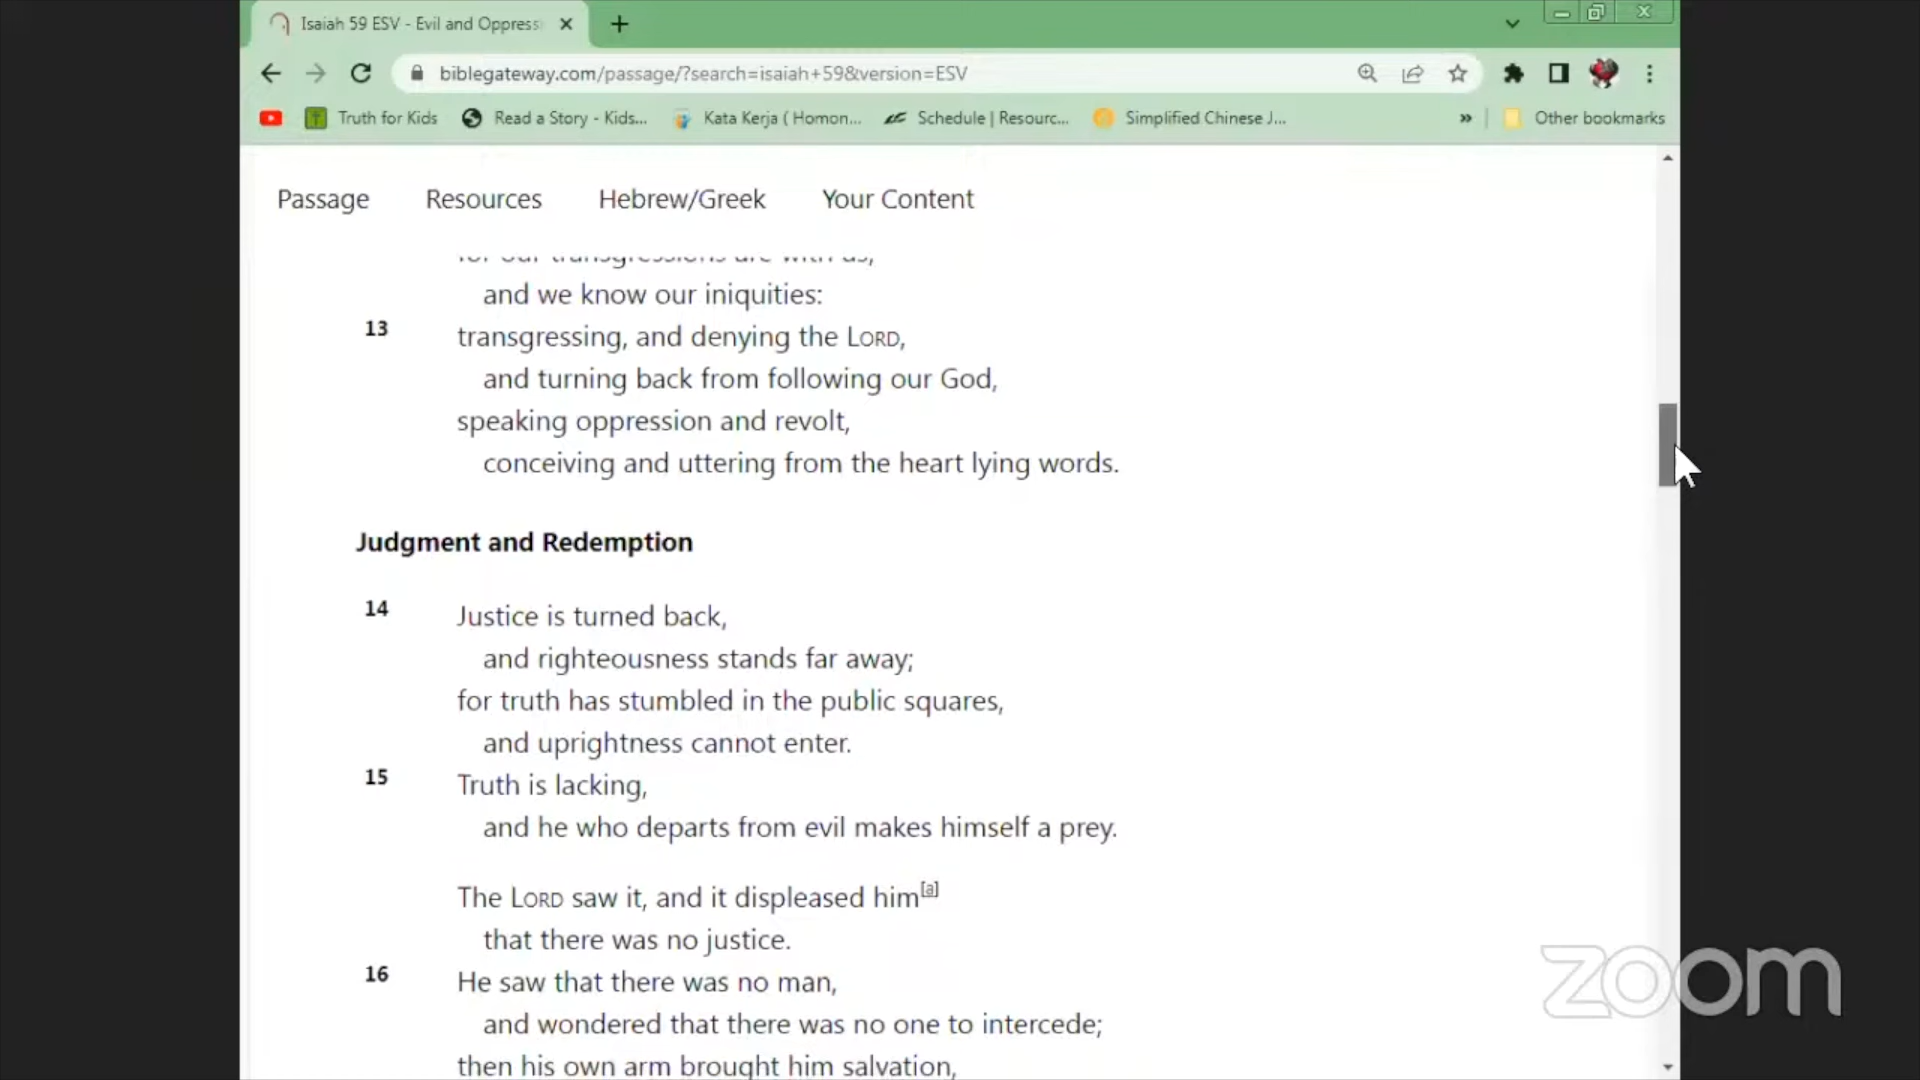 Isaiah 59 ESV - Evil and Oppress
biblegateway.com/passage/?search=isaiah+59&version=ESV
Truth for Kids
Read a Story - Kids...
Kata Kerja ( Homon...
Schedule | Resourc...
Simplified Chinese J...
»
Other bookmarks
Passage
Resources
Hebrew/Greek
Your Content
for our transgressions are with us,
and we know our iniquities:
13 transgressing, and denying the LORD,
and turning back from following our God,
speaking oppression and revolt,
conceiving and uttering from the heart lying words.
Judgment and Redemption
14 Justice is turned back,
and righteousness stands far away;
for truth has stumbled in the public squares,
and uprightness cannot enter.
15 Truth is lacking,
and he who departs from evil makes himself a prey.
The LORD saw it, and it displeased him[a]
that there was no justice.
16 He saw that there was no man,
and wondered that there was no one to intercede;
then his own arm brought him salvation,
zoom